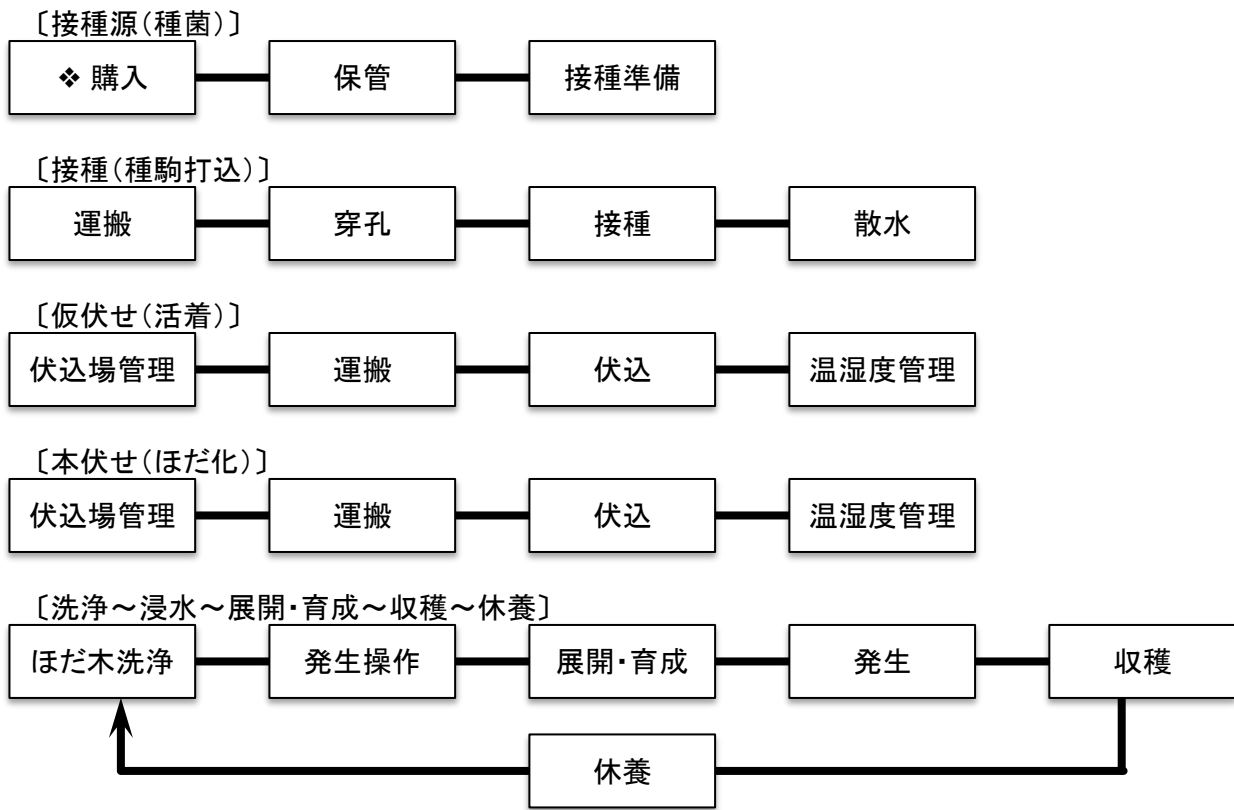 〔接種源(種菌)〕
❖ 購入 保管 接種準備
〔接種(種駒打込)〕
運搬 穿孔 接種 散水
〔仮伏せ(活着)〕
伏込場管理 運搬 伏込 温湿度管理
〔本伏せ(ほだ化)〕
伏込場管理 運搬 伏込 温湿度管理
〔洗浄～浸水～展開・育成～収穫～休養〕
ほだ木洗浄 発生操作 展開・育成 発生 収穫
休養